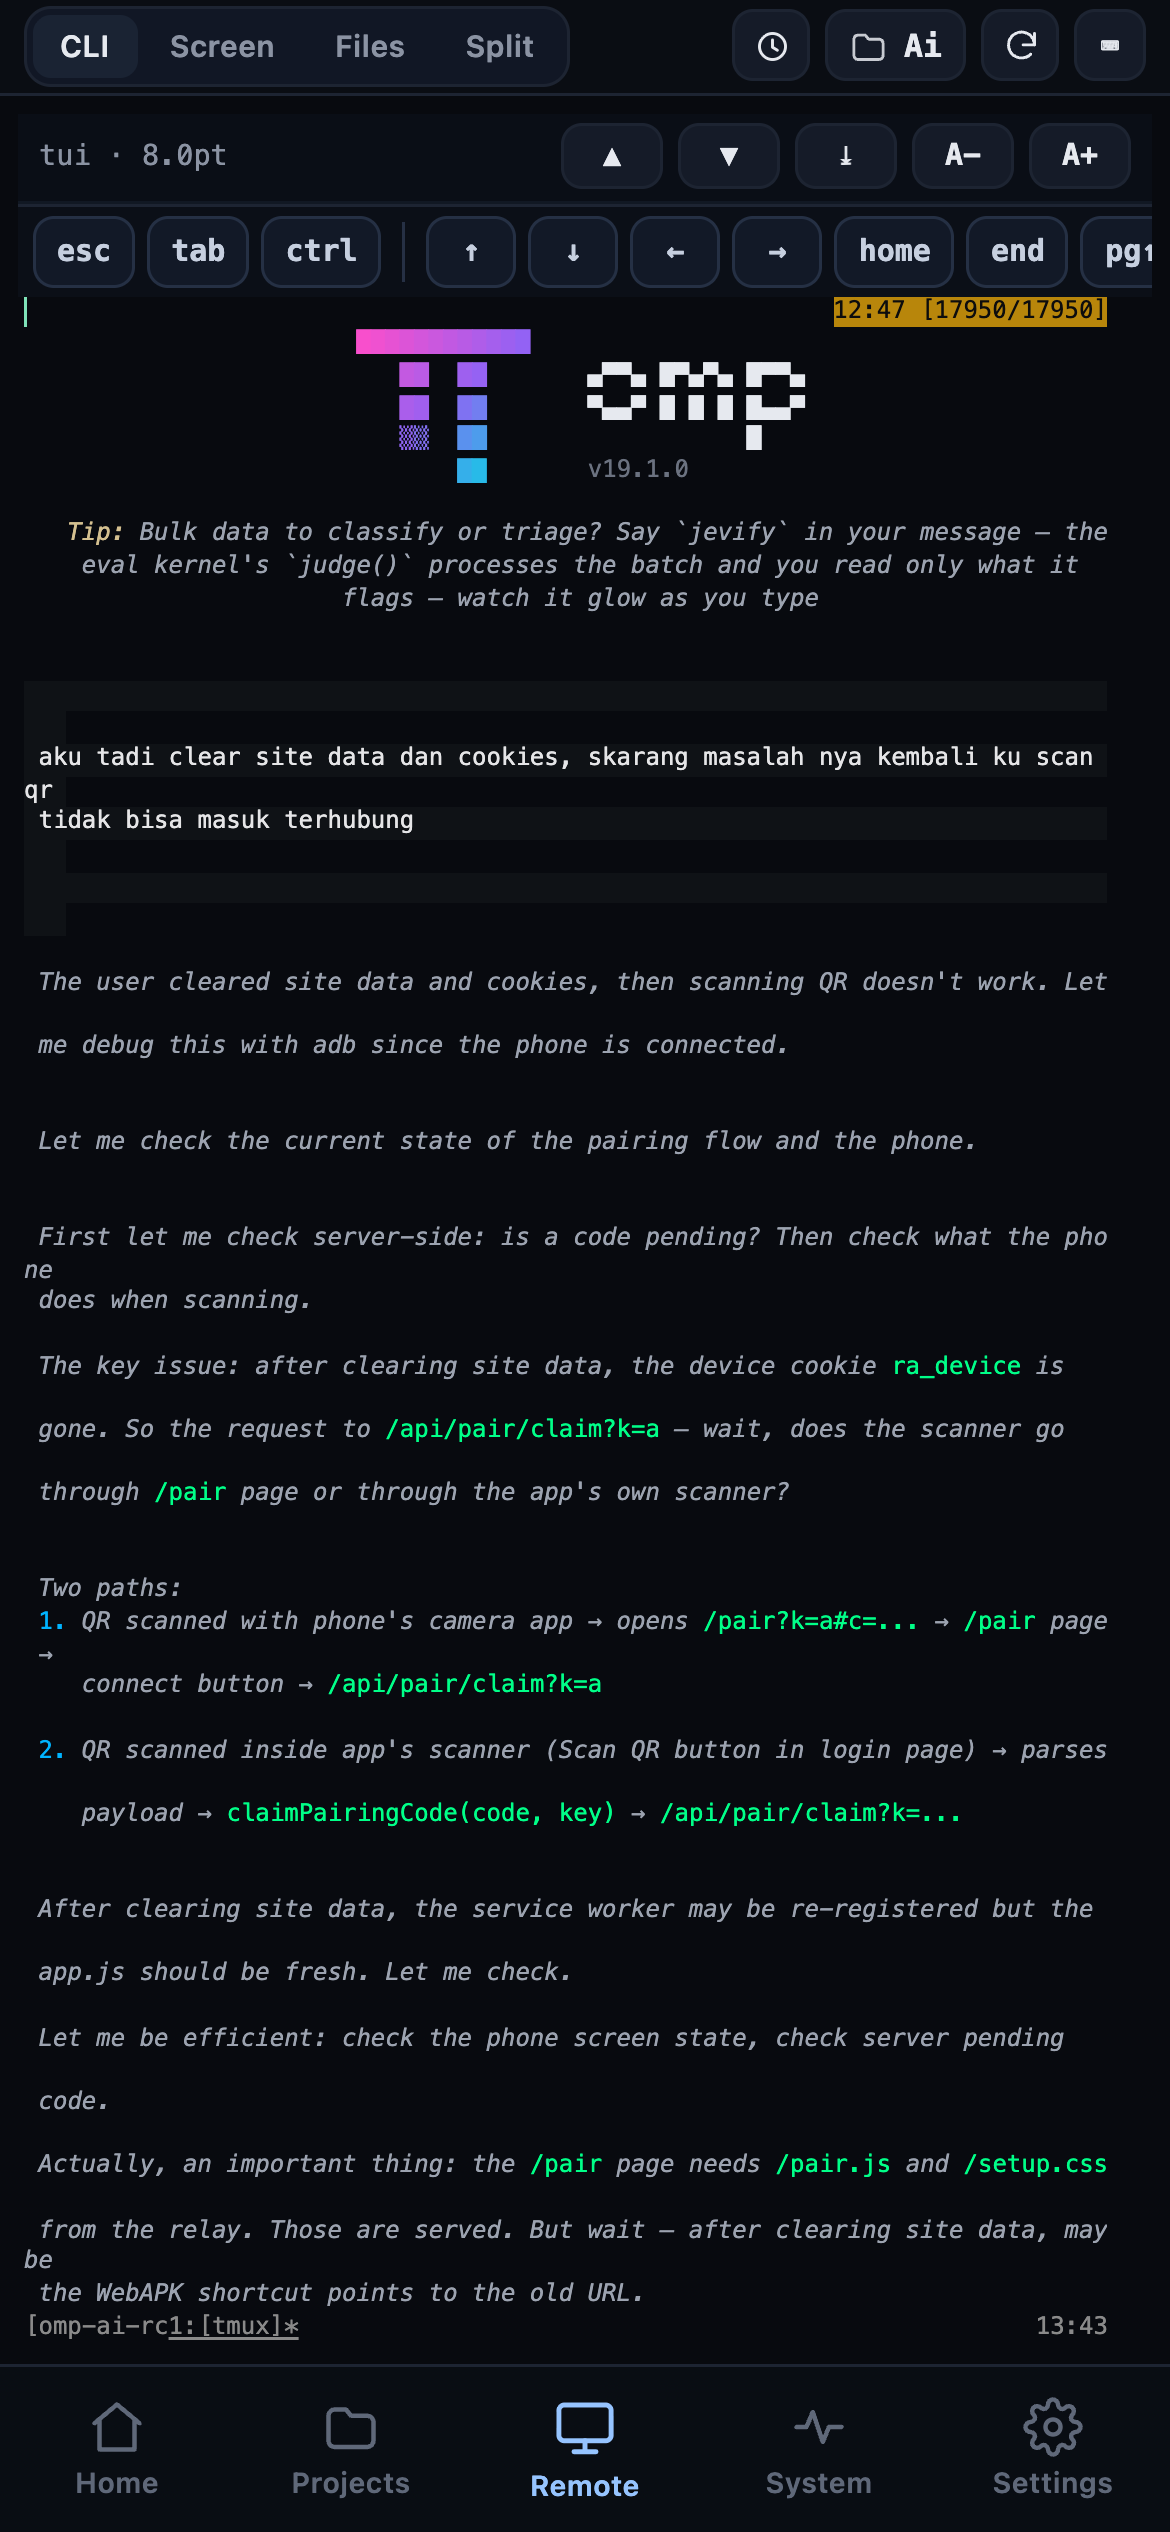 CLI Screen Files Split Ai
tui · 8.0pt ▲ ▼ ⤓ A− A+
esc tab ctrl ↑ ↓ ← → home end pg↑
12:47 [17950/17950]
omp
v19.1.0
Tip: Bulk data to classify or triage? Say `jevify` in your message — the
eval kernel's `judge()` processes the batch and you read only what it
flags — watch it glow as you type
aku tadi clear site data dan cookies, skarang masalah nya kembali ku scan
qr
tidak bisa masuk terhubung
The user cleared site data and cookies, then scanning QR doesn't work. Let
me debug this with adb since the phone is connected.
Let me check the current state of the pairing flow and the phone.
First let me check server-side: is a code pending? Then check what the pho
ne
does when scanning.
The key issue: after clearing site data, the device cookie ra_device is
gone. So the request to /api/pair/claim?k=a — wait, does the scanner go
through /pair page or through the app's own scanner?
Two paths:
1. QR scanned with phone's camera app → opens /pair?k=a#c=... → /pair page
→
connect button → /api/pair/claim?k=a
2. QR scanned inside app's scanner (Scan QR button in login page) → parses
payload → claimPairingCode(code, key) → /api/pair/claim?k=...
After clearing site data, the service worker may be re-registered but the
app.js should be fresh. Let me check.
Let me be efficient: check the phone screen state, check server pending
code.
Actually, an important thing: the /pair page needs /pair.js and /setup.css
from the relay. Those are served. But wait — after clearing site data, may
be
the WebAPK shortcut points to the old URL.
[omp-ai-rc1:[tmux]* 13:43
Home Projects Remote System Settings